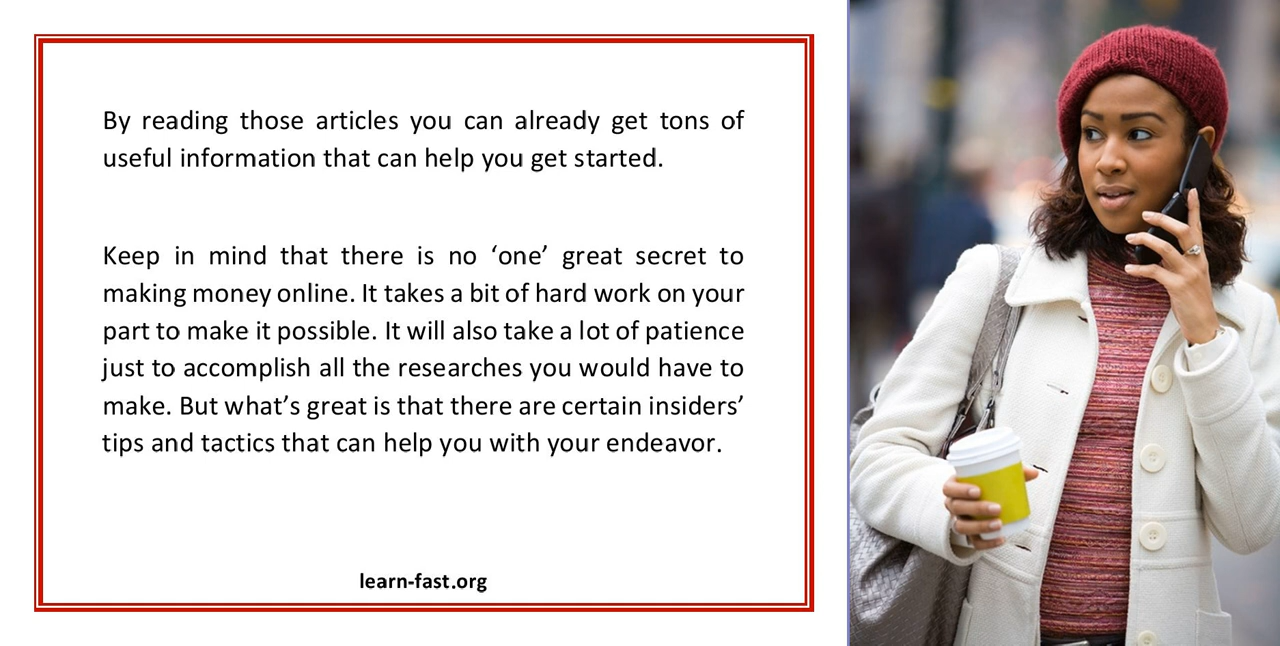 By reading those articles you can already get tons of
useful information that can help you get started.
Keep in mind that there is no ‘one’ great secret to
making money online. It takes a bit of hard work on your
part to make it possible. It will also take a lot of patience
just to accomplish all the researches you would have to
make. But what’s great is that there are certain insiders’
tips and tactics that can help you with your endeavor.
learn-fast.org